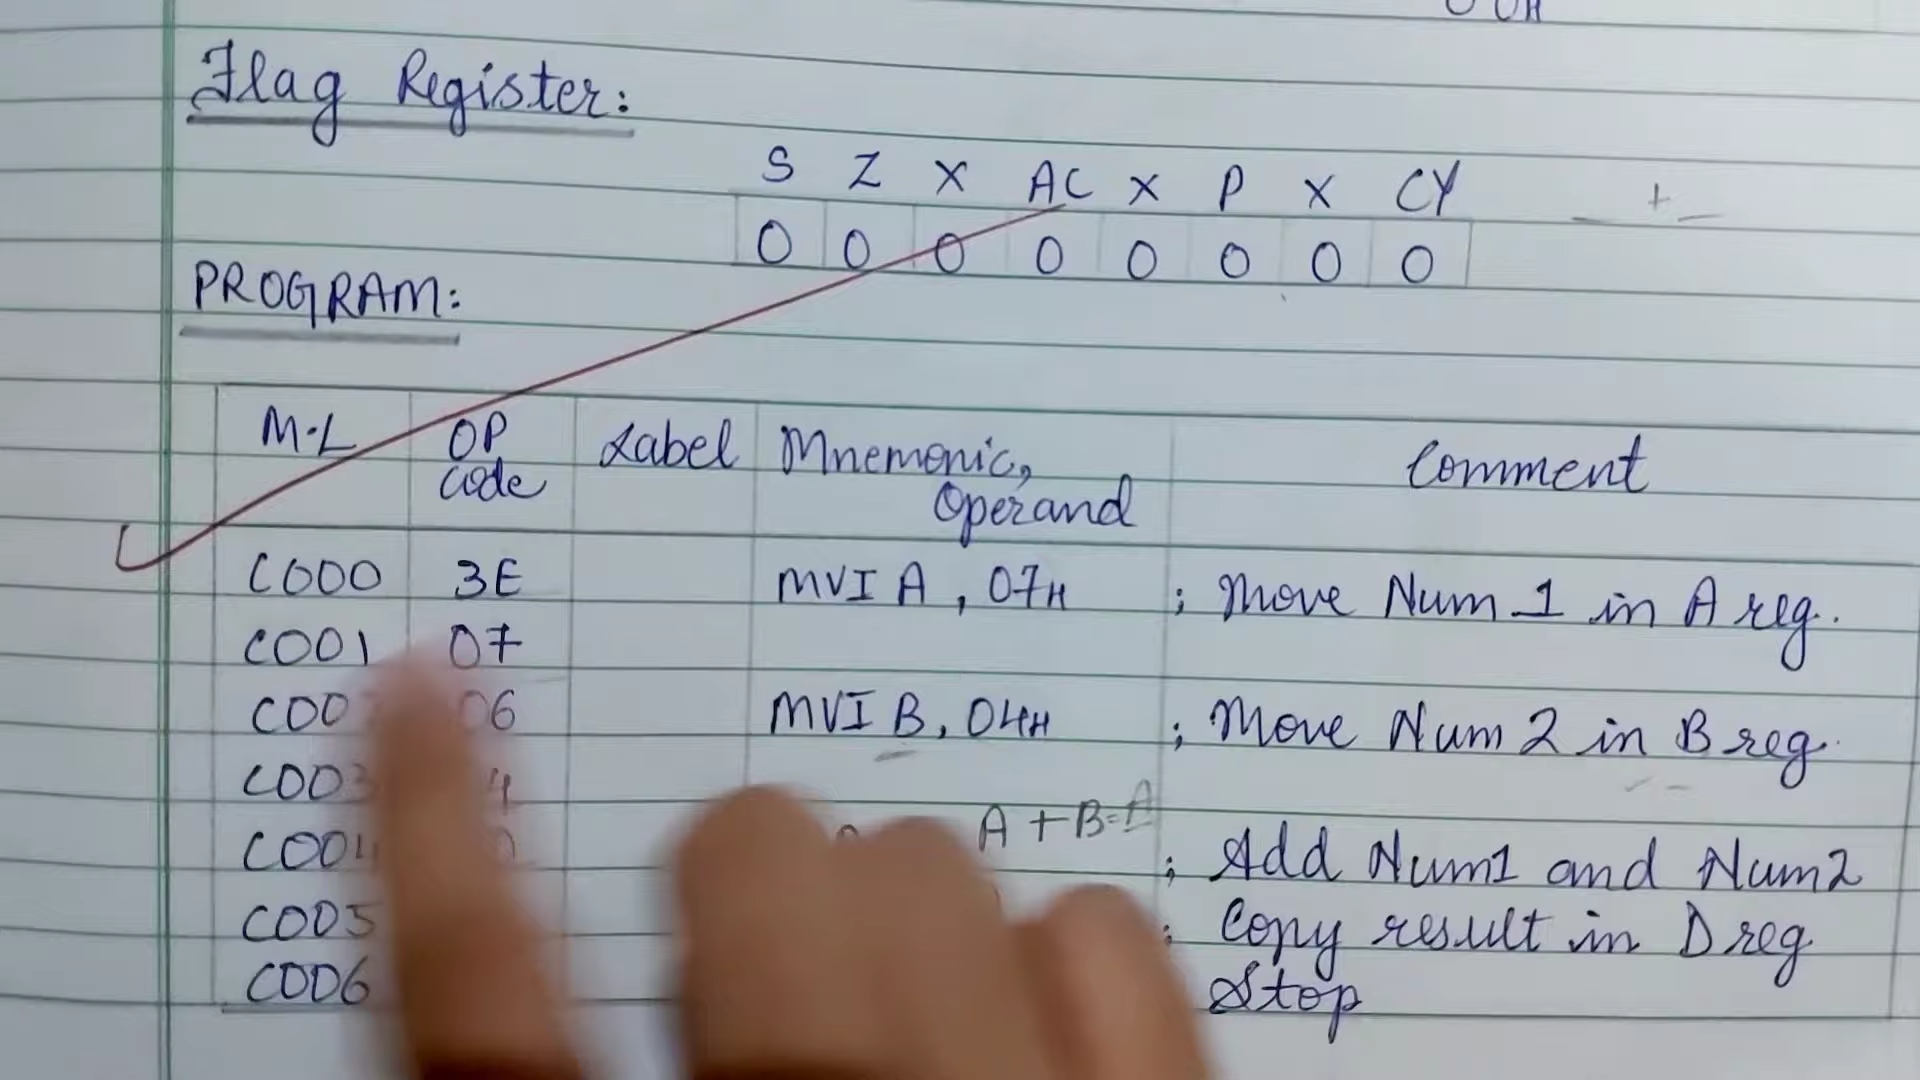 Flag Register:
S Z X AC X P X CY
0 0 0 0 0 0 0 0
PROGRAM:
M.L OP code Label Mnemonic, Operand Comment
C000 3E MVI A, 07H ; Move Num 1 in A reg.
C001 07
06 MVI B, 04H ; Move Num 2 in B reg.
C003
A + B = A
; Add Num1 and Num2
C005 ; Copy result in D reg
C006 Stop